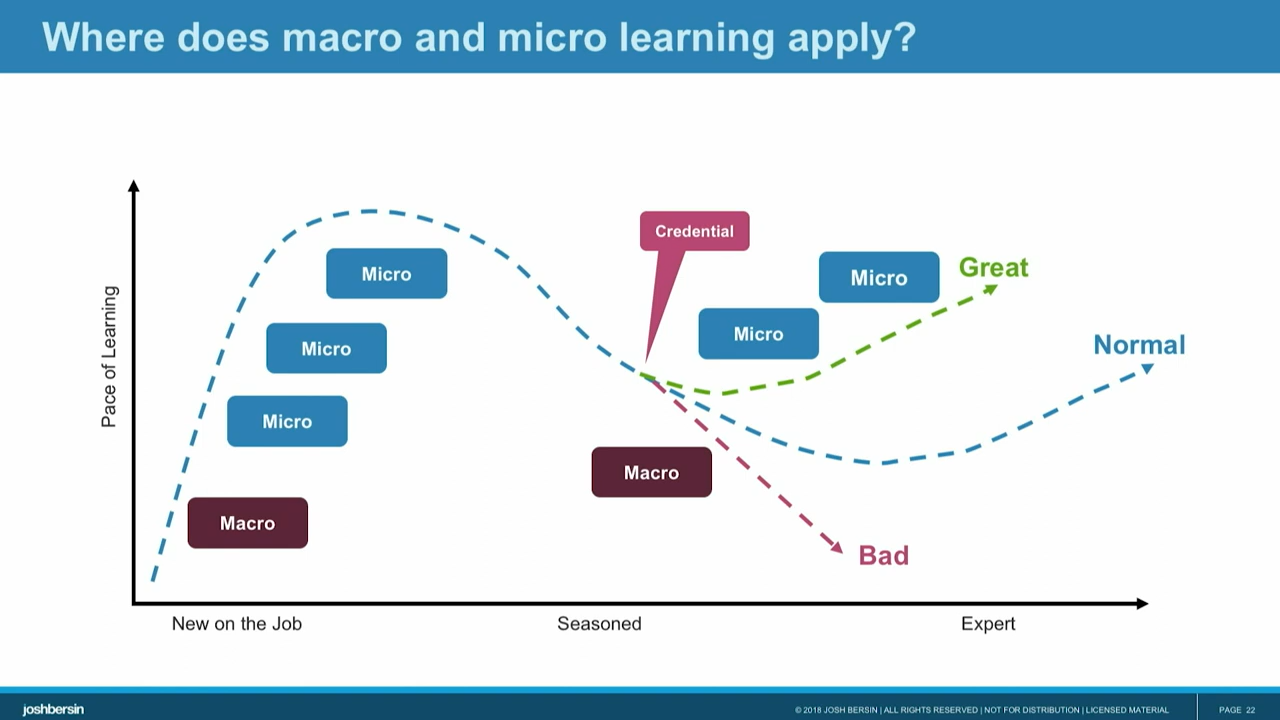 Where does macro and micro learning apply?
Credential
Micro
Micro
Great
Micro
Micro
Normal
Micro
Macro
Macro
Bad
Pace of Learning
New on the Job
Seasoned
Expert
joshbersin
© 2018 JOSH BERSIN | ALL RIGHTS RESERVED | NOT FOR DISTRIBUTION | LICENSED MATERIAL
PAGE 22